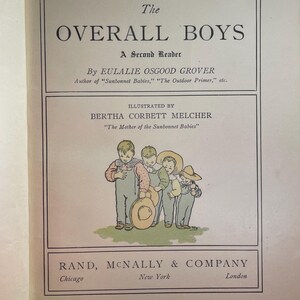 The
OVERALL BOYS
A Second Reader
By EULALIE OSGOOD GROVER
Author of "Sunbonnet Babies," "The Outdoor Primer," etc.
ILLUSTRATED BY
BERTHA CORBETT MELCHER
"The Mother of the Sunbonnet Babies"
RAND, MCNALLY & COMPANY
Chicago New York London